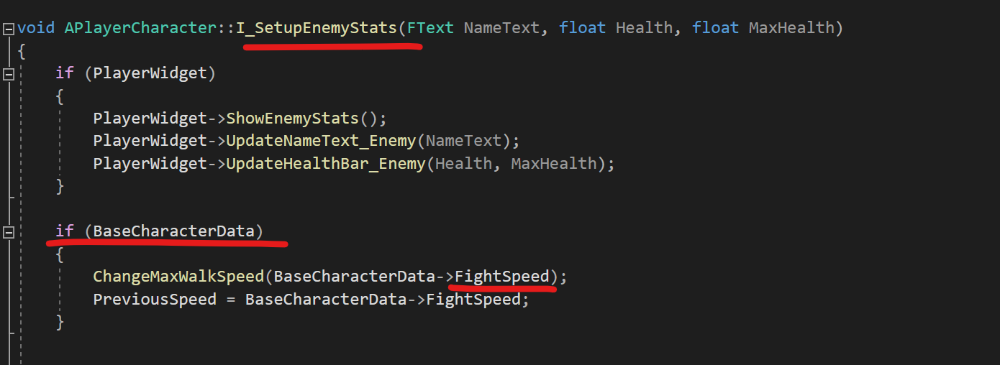 void APlayerCharacter::I_SetupEnemyStats(FText NameText, float Health, float MaxHealth)
{
if (PlayerWidget)
{
PlayerWidget->ShowEnemyStats();
PlayerWidget->UpdateNameText_Enemy(NameText);
PlayerWidget->UpdateHealthBar_Enemy(Health, MaxHealth);
}
if (BaseCharacterData)
{
ChangeMaxWalkSpeed(BaseCharacterData->FightSpeed);
PreviousSpeed = BaseCharacterData->FightSpeed;
}